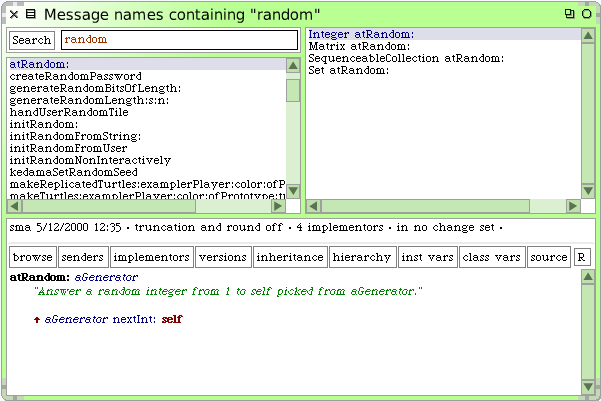 Message names containing "random"
Search
random
atRandom:
createRandomPassword
generateRandomBitsOfLength:
generateRandomLength:s:n:
handUserRandomTile
initRandom:
initRandomFromString:
initRandomFromUser
initRandomNonInteractively
kedamaSetRandomSeed
makeReplicatedTurtles:examplerPlayer:color:ofP
makeTurtles:examplerPlayer:color:ofPrototype:tu
Integer atRandom:
Matrix atRandom:
SequenceableCollection atRandom:
Set atRandom:
sma 5/12/2000 12:35 · truncation and round off · 4 implementors · in no change set ·
browse senders implementors versions inheritance hierarchy inst vars class vars source R
atRandom: aGenerator
"Answer a random integer from 1 to self picked from aGenerator."
↑ aGenerator nextInt: self